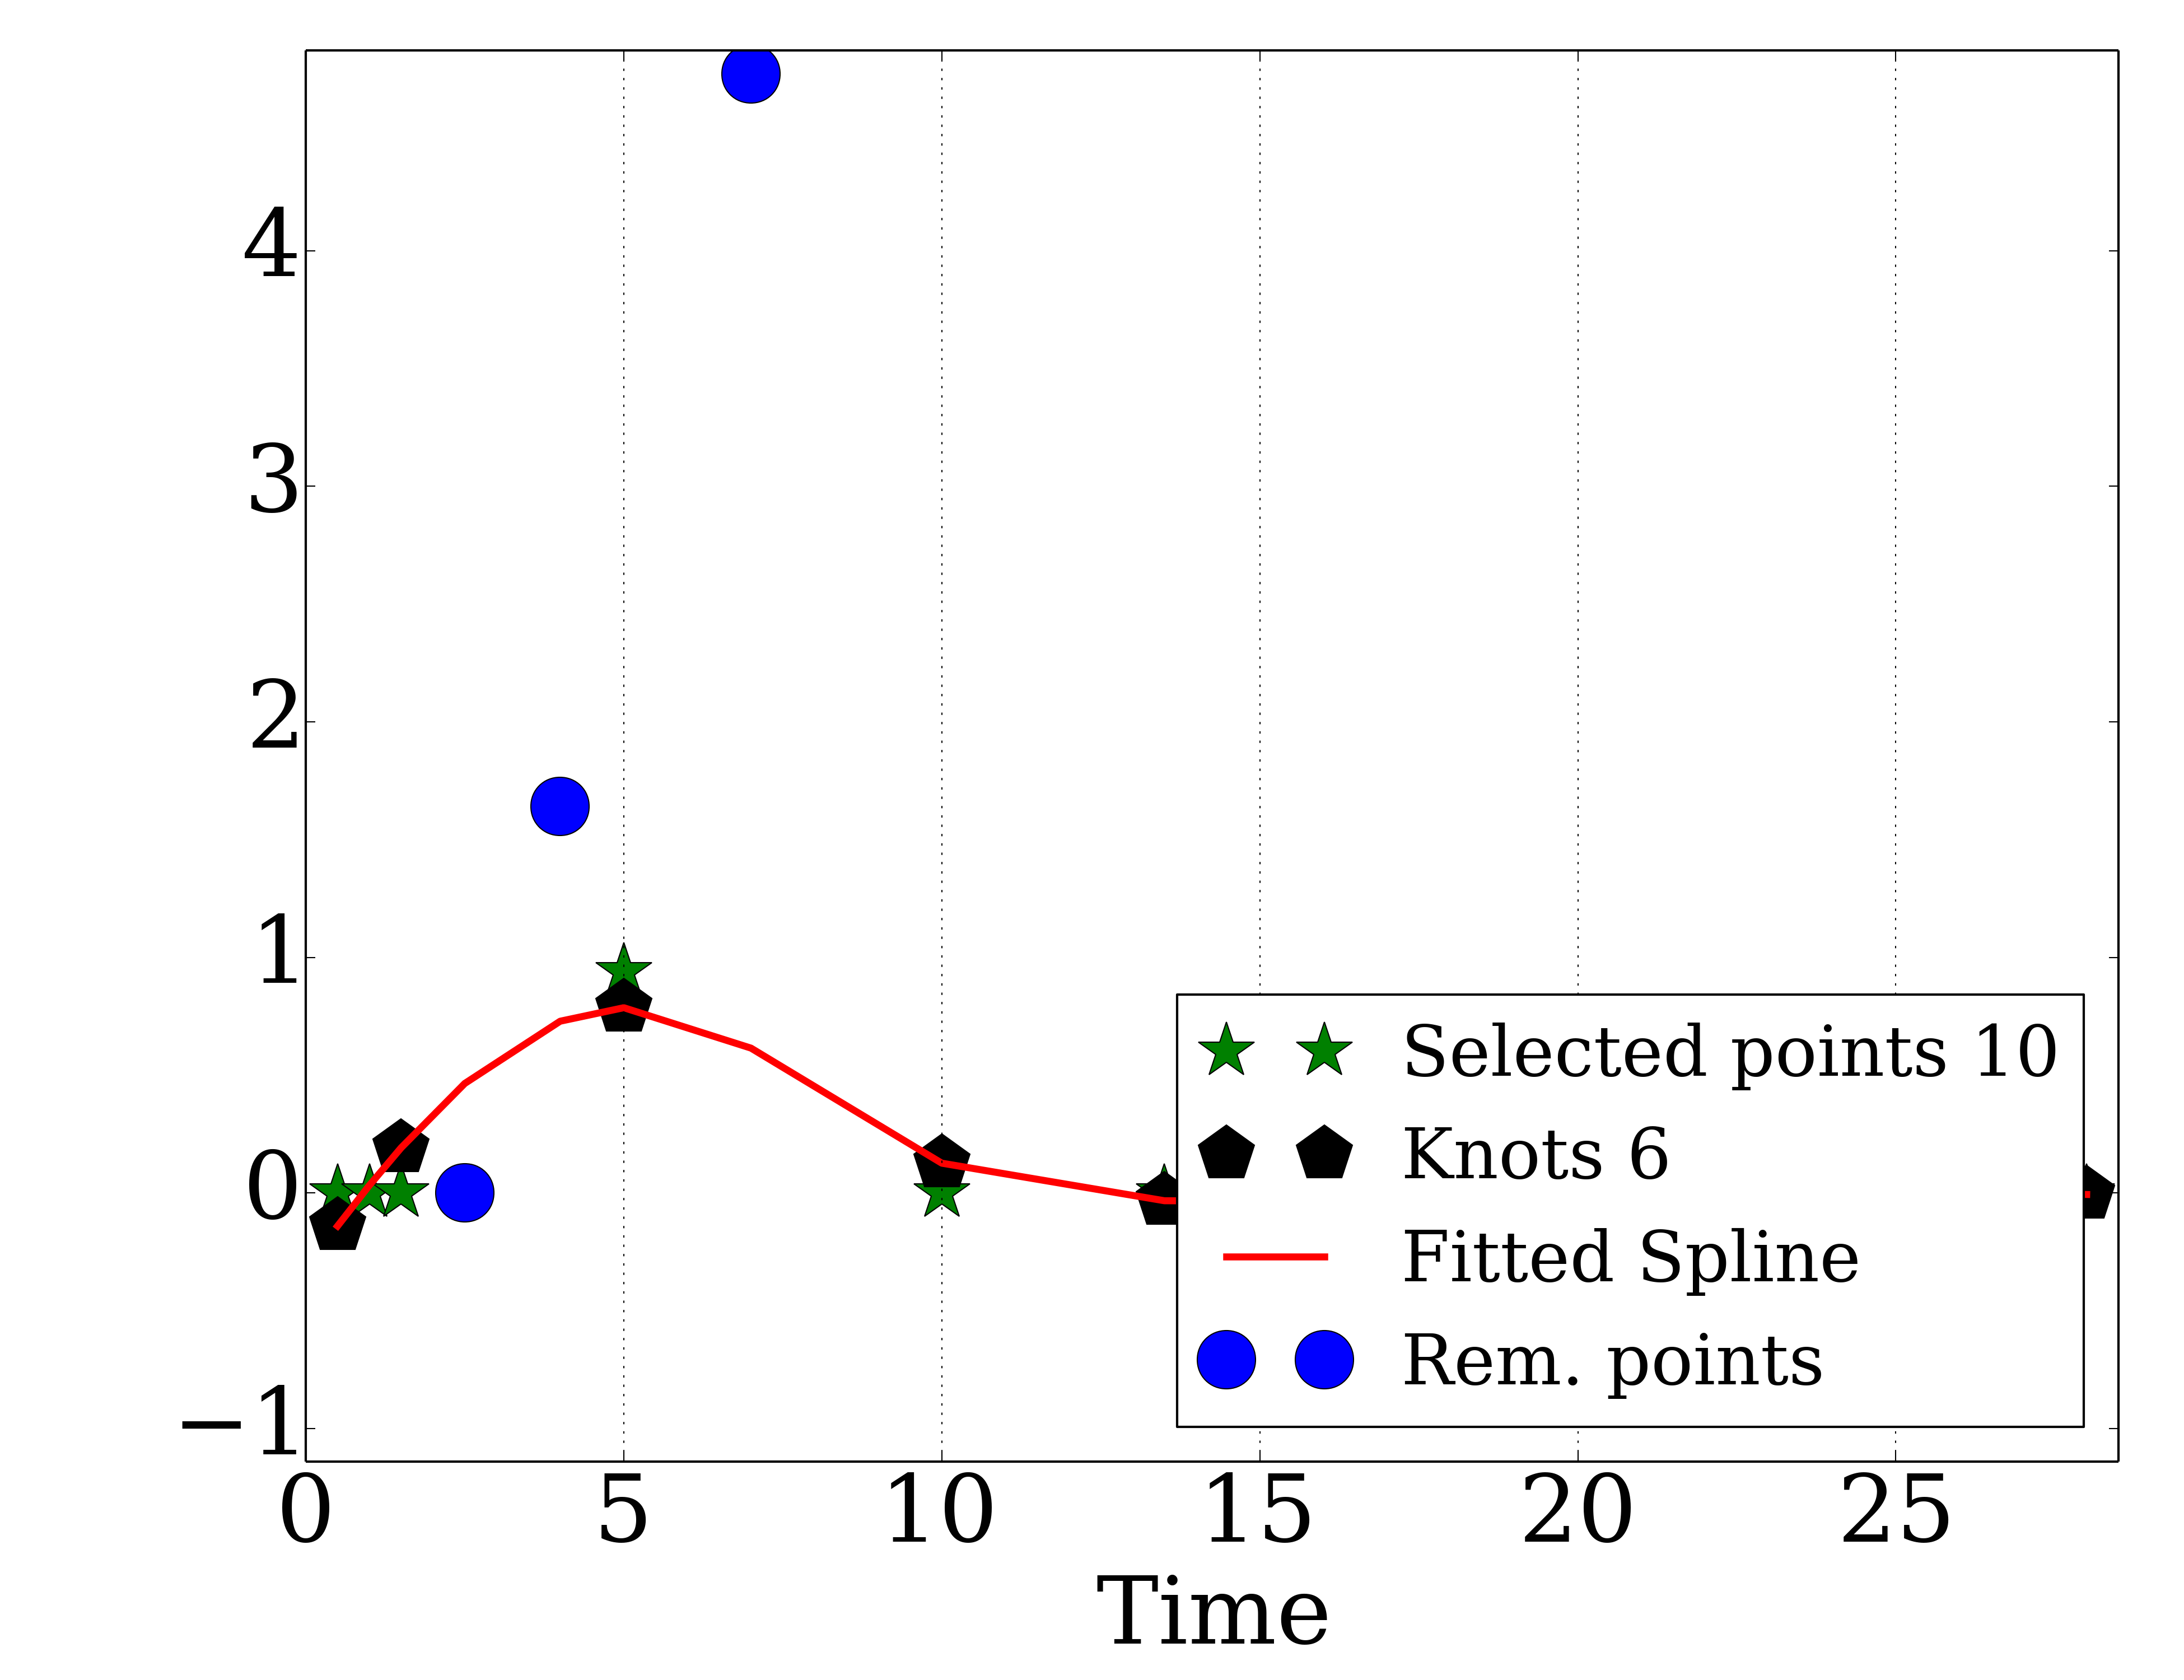 4
3
2
1
0
−1
0 5 10 15 20 25
Time
Selected points 10
Knots 6
Fitted Spline
Rem. points